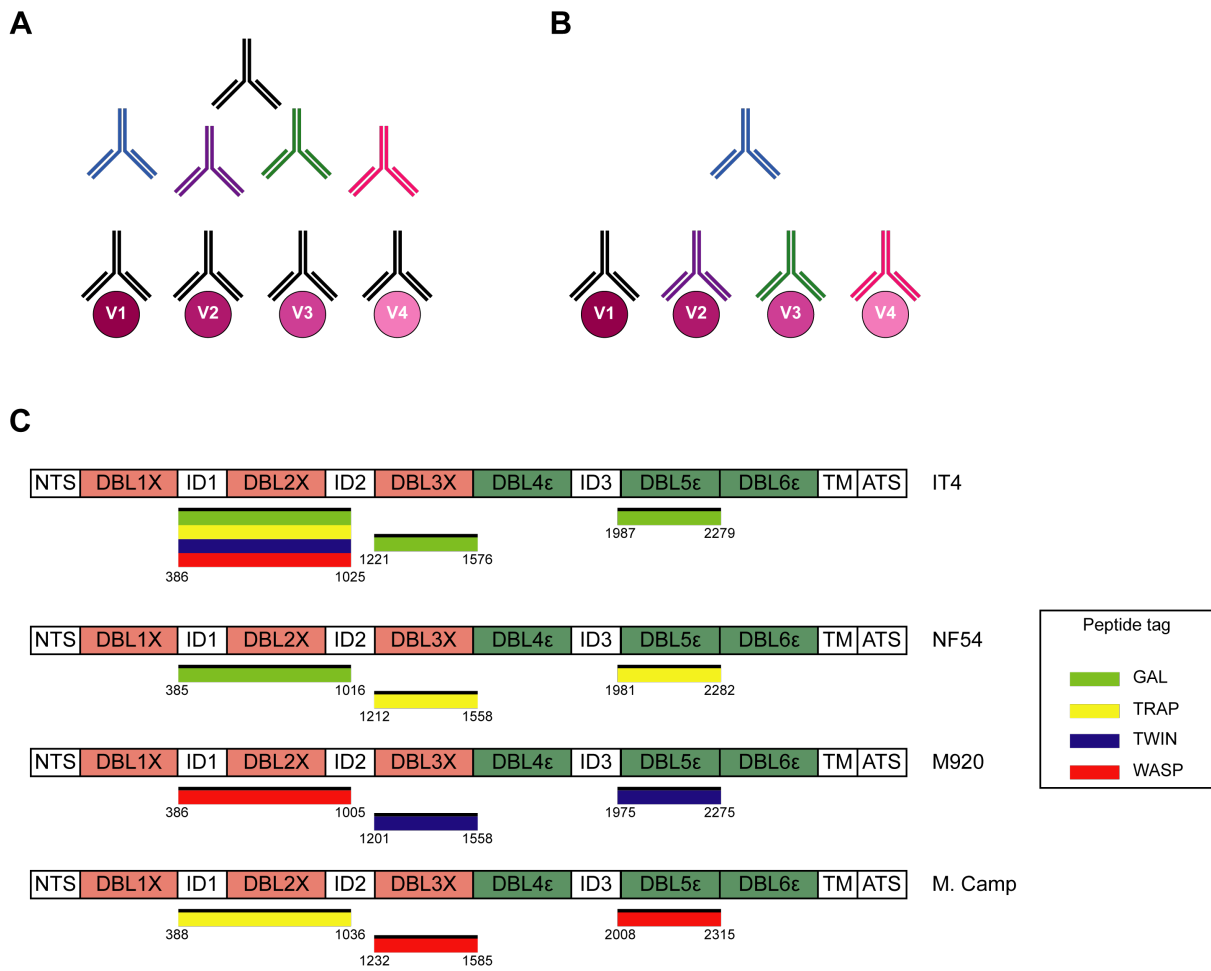 A
B
V1 V2 V3 V4
V1 V2 V3 V4
C
NTS DBL1X ID1 DBL2X ID2 DBL3X DBL4ε ID3 DBL5ε DBL6ε TM ATS IT4
1987 2279
1221 1576
386 1025
NTS DBL1X ID1 DBL2X ID2 DBL3X DBL4ε ID3 DBL5ε DBL6ε TM ATS NF54
385 1016 1981 2282
1212 1558
NTS DBL1X ID1 DBL2X ID2 DBL3X DBL4ε ID3 DBL5ε DBL6ε TM ATS M920
386 1005 1975 2275
1201 1558
NTS DBL1X ID1 DBL2X ID2 DBL3X DBL4ε ID3 DBL5ε DBL6ε TM ATS M. Camp
388 1036 2008 2315
1232 1585
Peptide tag
GAL
TRAP
TWIN
WASP